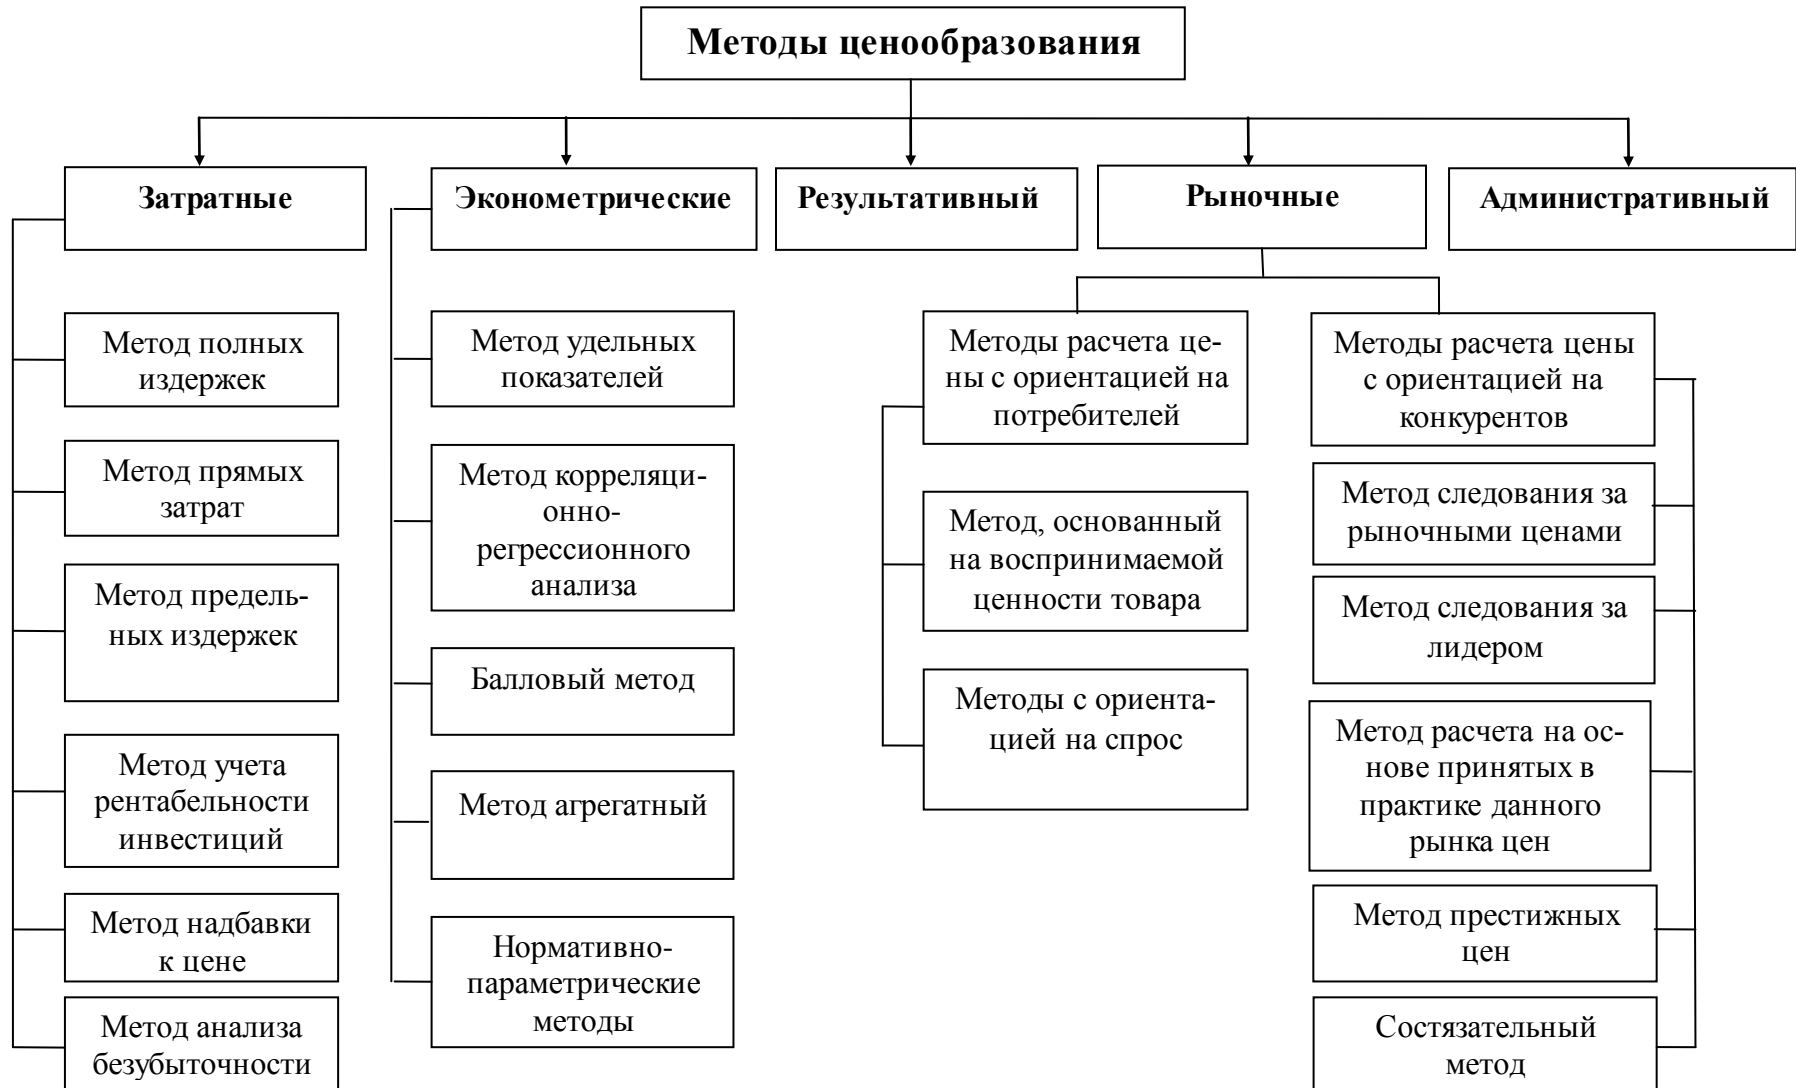 Методы ценообразования
Затратные
Эконометрические
Результативный
Рыночные
Административный
Метод полных
издержек
Метод прямых
затрат
Метод предель-
ных издержек
Метод учета
рентабельности
инвестиций
Метод надбавки
к цене
Метод анализа
безубыточности
Метод удельных
показателей
Метод корреляци-
онно-
регрессионного
анализа
Балловый метод
Метод агрегатный
Нормативно-
параметрические
методы
Методы расчета це-
ны с ориентацией на
потребителей
Метод, основанный
на воспринимаемой
ценности товара
Методы с ориента-
цией на спрос
Методы расчета цены
с ориентацией на
конкурентов
Метод следования за
рыночными ценами
Метод следования за
лидером
Метод расчета на ос-
нове принятых в
практике данного
рынка цен
Метод престижных
цен
Состязательный
метод